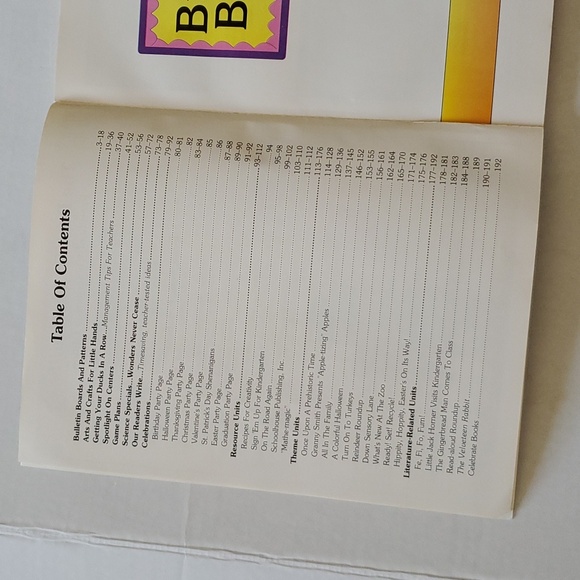 B
B
Table Of Contents
Bulletin Boards And Patterns 3–18
Arts And Crafts For Little Hands 19–36
Getting Your Ducks In A Row...Management Tips For Teachers 37–40
Spotlight On Centers 41–52
Game Plans 53–56
Science Specials...Wonders Never Cease 57–72
Our Readers Write...Timesaving, teacher-tested ideas 73–78
Celebrations 79–92
Birthday Party Page 80–81
Halloween Party Page 82
Thanksgiving Party Page 83–84
Christmas Party Page 85
Valentine's Party Page 86
St. Patrick's Day Shenanigans 87–88
Easter Party Page 89–90
Graduation Party Page 91–92
Resource Units 93–112
Recipes For Creativity 94
Sign 'Em Up For Kindergarten 95–98
On The Road Again 99–102
Schoolhouse Publishing, Inc. 103–110
"Mathe-magic" 111–112
Theme Units 113–176
Once Upon A Prehistoric Time 114–128
Granny Smith Presents "Apple-tizing" Apples 129–136
All In The Family 137–145
A Colorful Halloween 146–152
Turn On To Turkeys 153–155
Reindeer Roundup 156–161
Down Sensory Lane 162–164
What's New At The Zoo 165–170
Ready! Set! Recycle! 171–174
Hippity, Hoppity, Easter's On Its Way! 175–176
Literature-Related Units 177–192
Fe, Fi, Fo, Fun! 178–181
Little Jack Horner Visits Kindergarten 182–183
The Gingerbread Man Comes To Class 184–188
Read-aloud Roundup 189
The Velveteen Rabbit 190–191
Celebrate Books 192